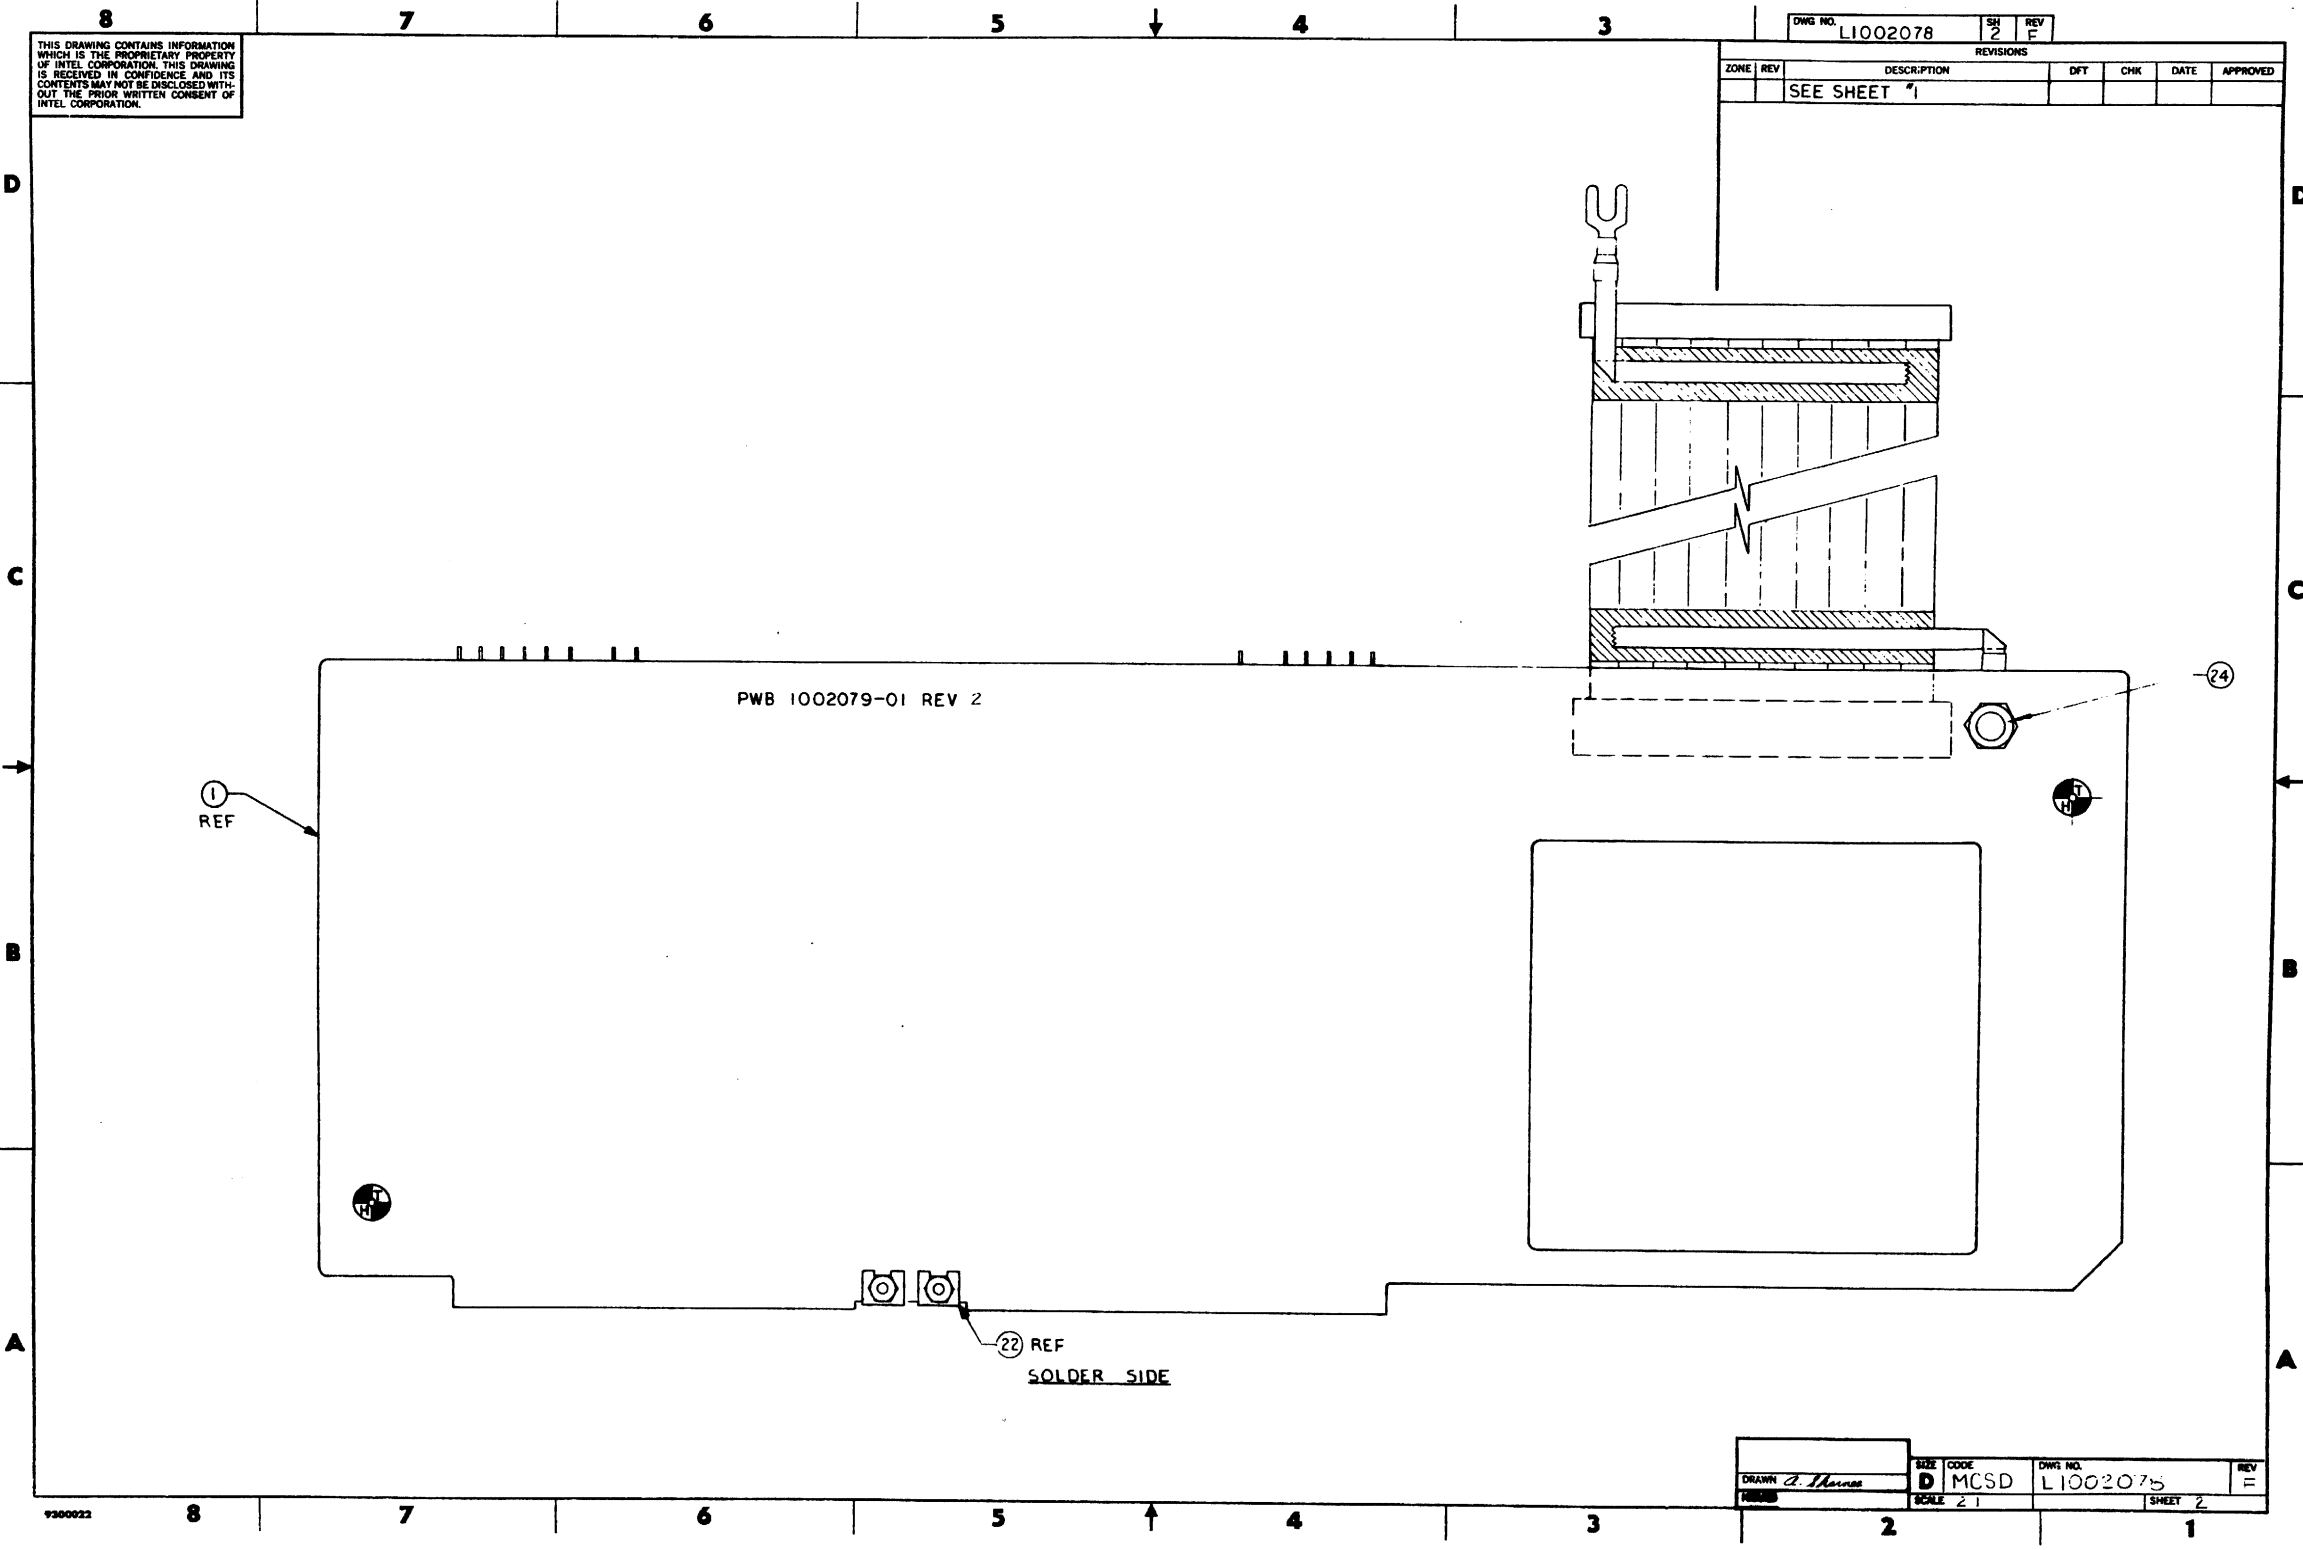 8 7 6 5 4 3
DWG NO. L1002078 SH 2 REV F
THIS DRAWING CONTAINS INFORMATION
WHICH IS THE PROPRIETARY PROPERTY
OF INTEL CORPORATION. THIS DRAWING
IS RECEIVED IN CONFIDENCE AND ITS
CONTENTS MAY NOT BE DISCLOSED WITH-
OUT THE PRIOR WRITTEN CONSENT OF
INTEL CORPORATION.
REVISIONS
ZONE REV DESCRIPTION DFT CHK DATE APPROVED
SEE SHEET #1
D D
C C
24
PWB 1002079-01 REV 2
1
REF
T
H
B B
T
H
22 REF
SOLDER SIDE
A A
SIZE CODE DWG NO. REV
DRAWN D MCSD L1002078 F
SCALE 2 1 SHEET 2
9300022
8 7 6 5 4 3 2 1